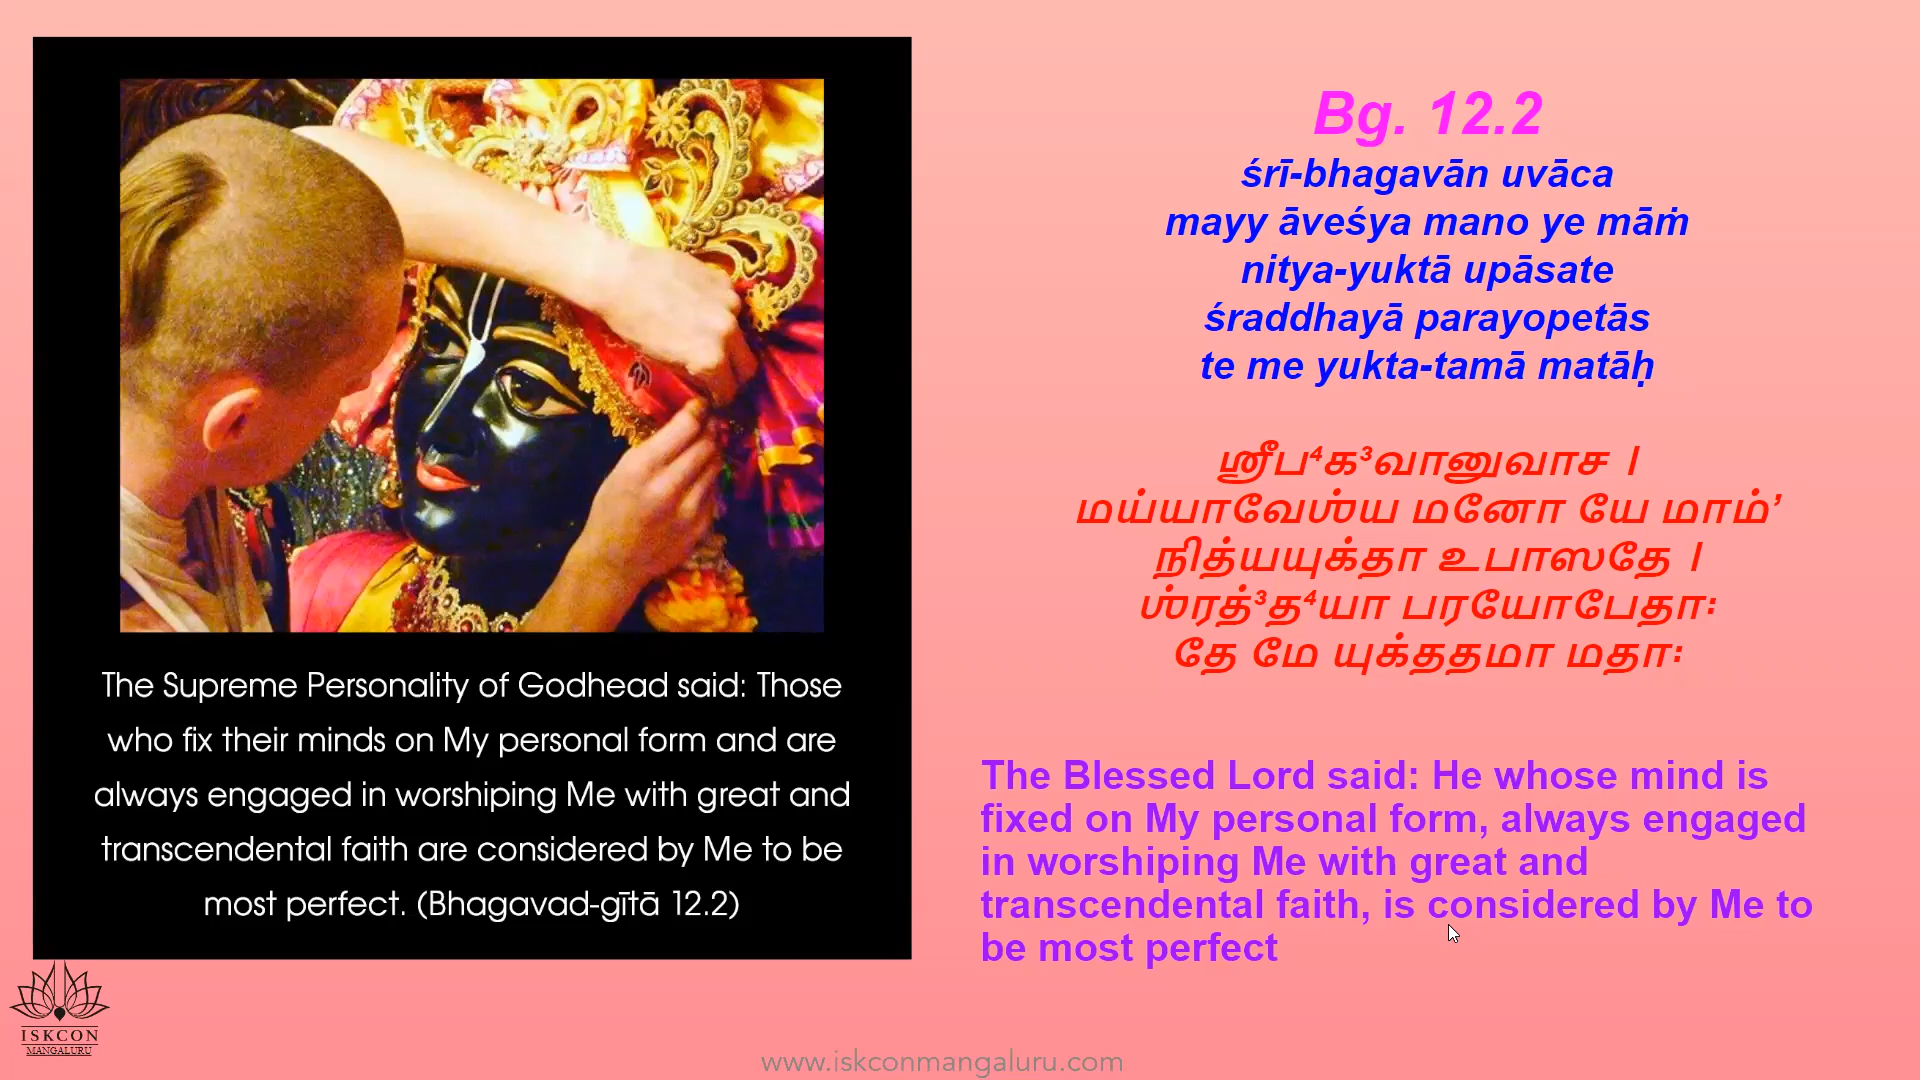 The Supreme Personality of Godhead said: Those
who fix their minds on My personal form and are
always engaged in worshiping Me with great and
transcendental faith are considered by Me to be
most perfect. (Bhagavad-gītā 12.2)
Bg. 12.2
śrī-bhagavān uvāca
mayy āveśya mano ye māṁ
nitya-yuktā upāsate
śraddhayā parayopetās
te me yukta-tamā matāḥ
ஶ்ரீப⁴க³வானுவாச ।
மய்யாவேஶ்ய மனோ யே மாம்ʼ
நித்யயுக்தா உபாஸதே ।
ஶ்ரத்³த⁴யா பரயோபேதா꞉
தே மே யுக்ததமா மதா꞉
The Blessed Lord said: He whose mind is
fixed on My personal form, always engaged
in worshiping Me with great and
transcendental faith, is considered by Me to
be most perfect
ISKCON
MANGALURU
www.iskconmangaluru.com